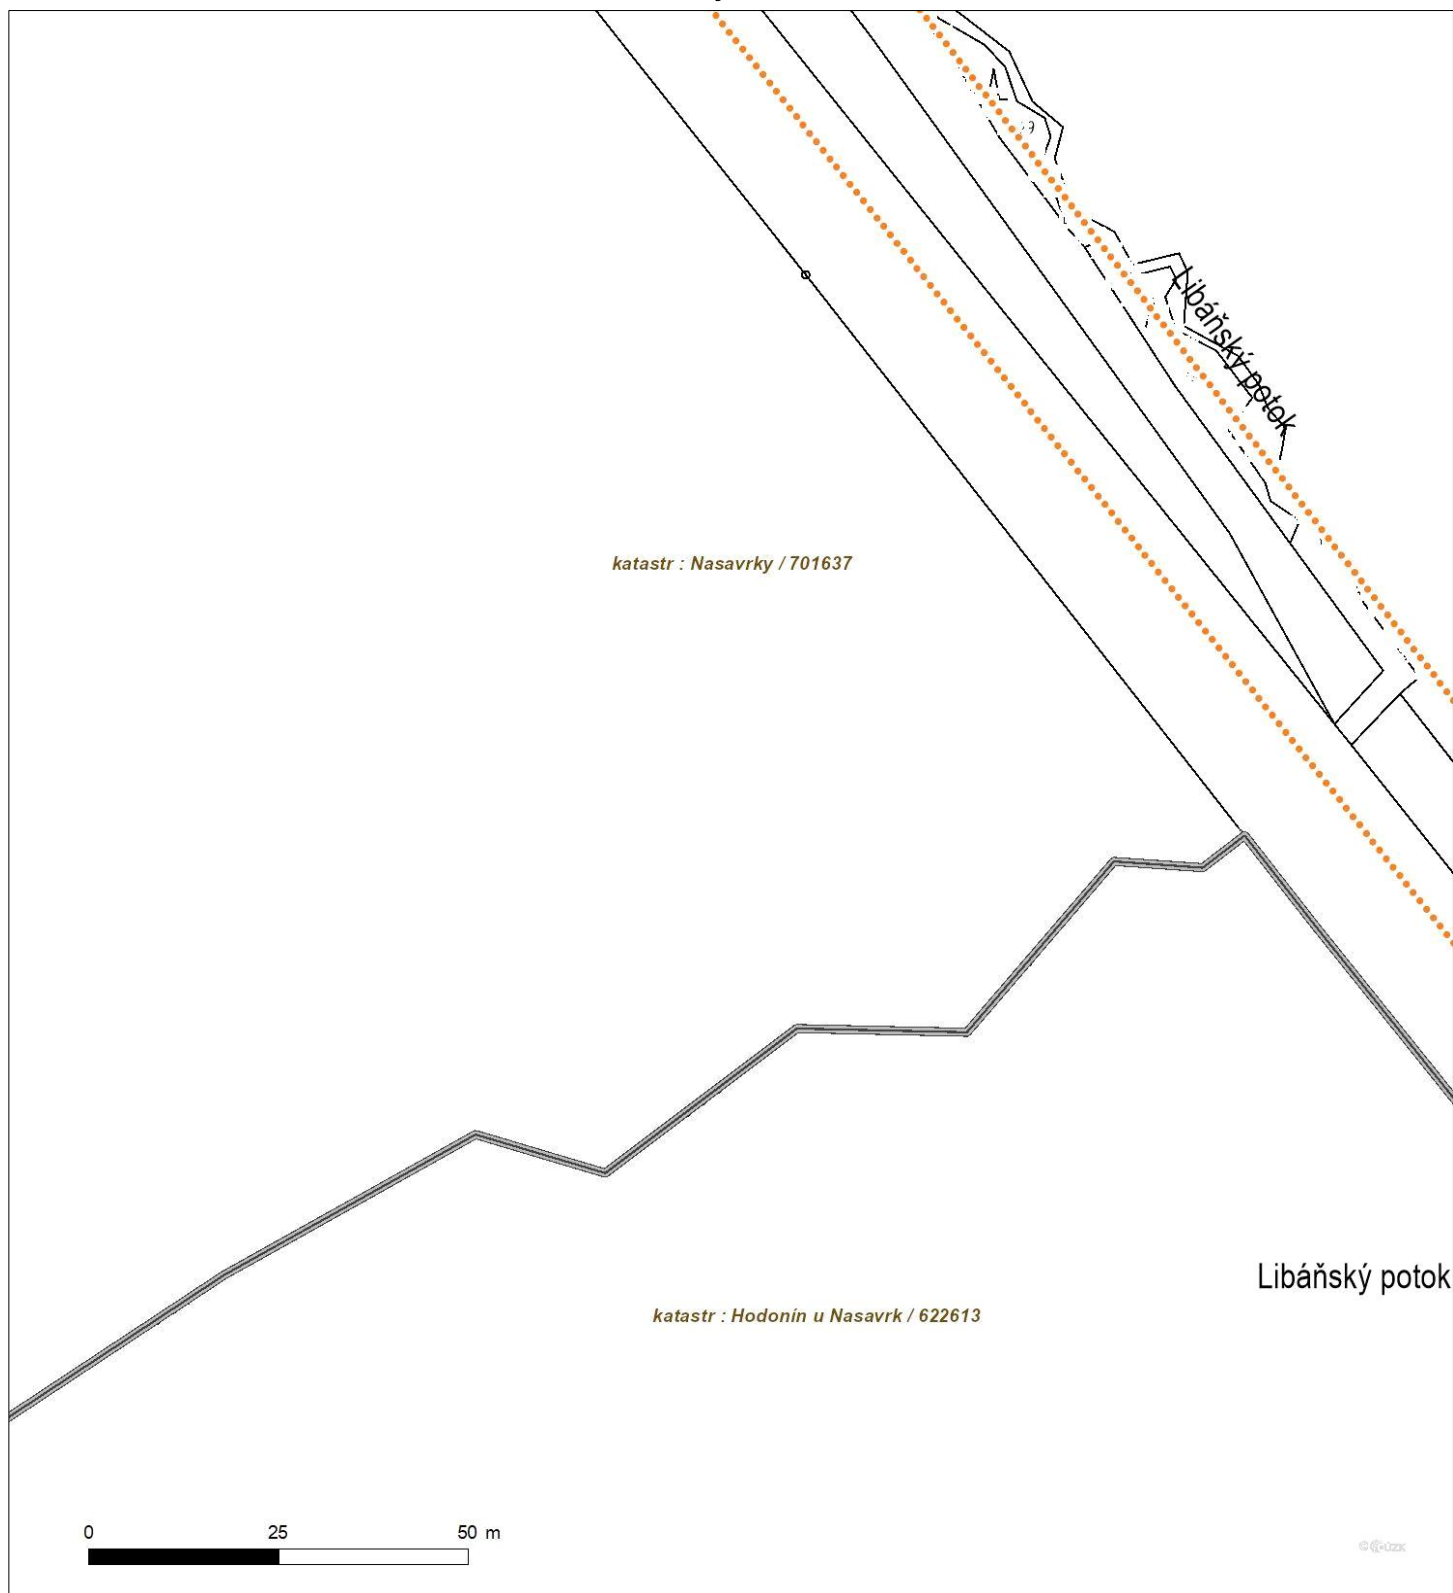 Libáňský potok
katastr : Nasavrky / 701637
Libáňský potok
katastr : Hodonín u Nasavrk / 622613
0 25 50 m